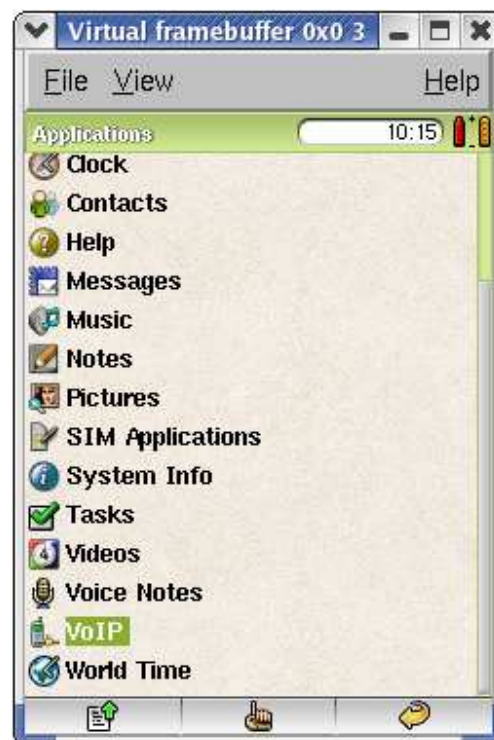 Virtual framebuffer 0x0 3
File View Help
Applications 10:15
Clock
Contacts
Help
Messages
Music
Notes
Pictures
SIM Applications
System Info
Tasks
Videos
Voice Notes
VoIP
World Time